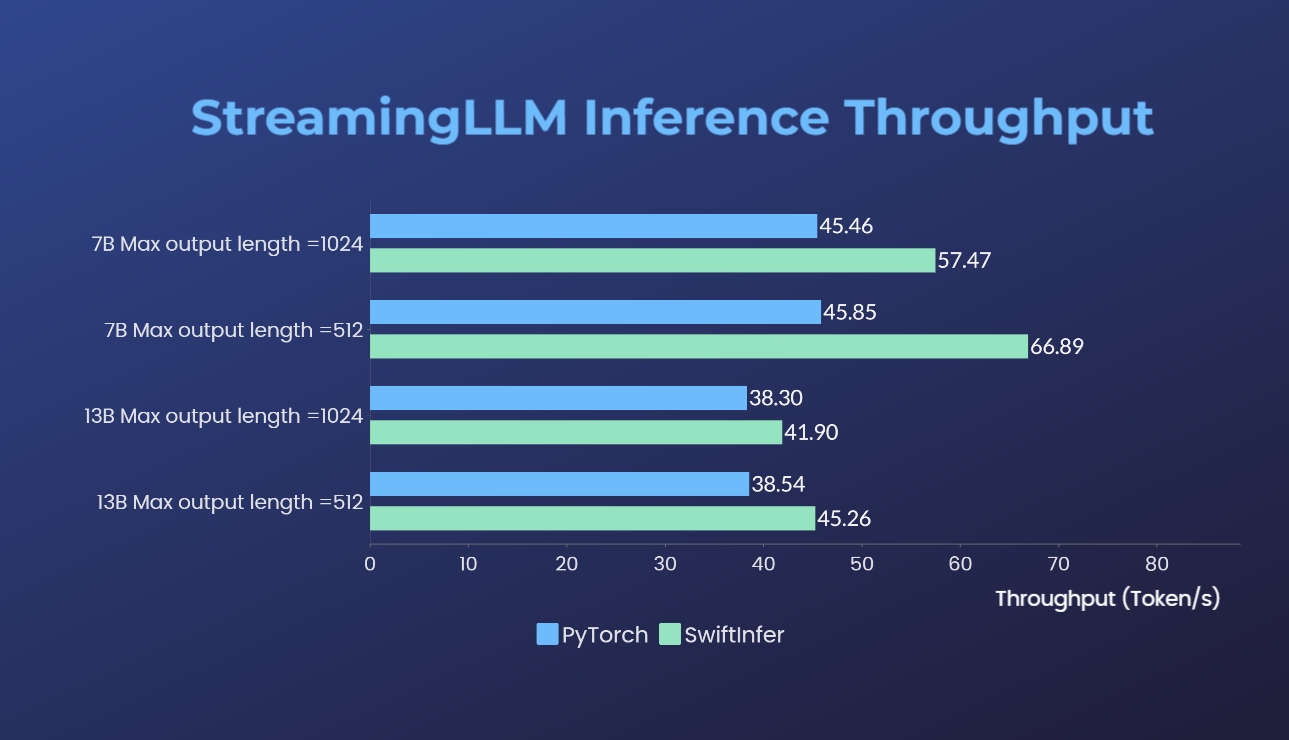 StreamingLLM Inference Throughput
7B Max output length =1024
45.46
57.47
7B Max output length =512
45.85
66.89
13B Max output length =1024
38.30
41.90
13B Max output length =512
38.54
45.26
0 10 20 30 40 50 60 70 80
Throughput (Token/s)
PyTorch SwiftInfer